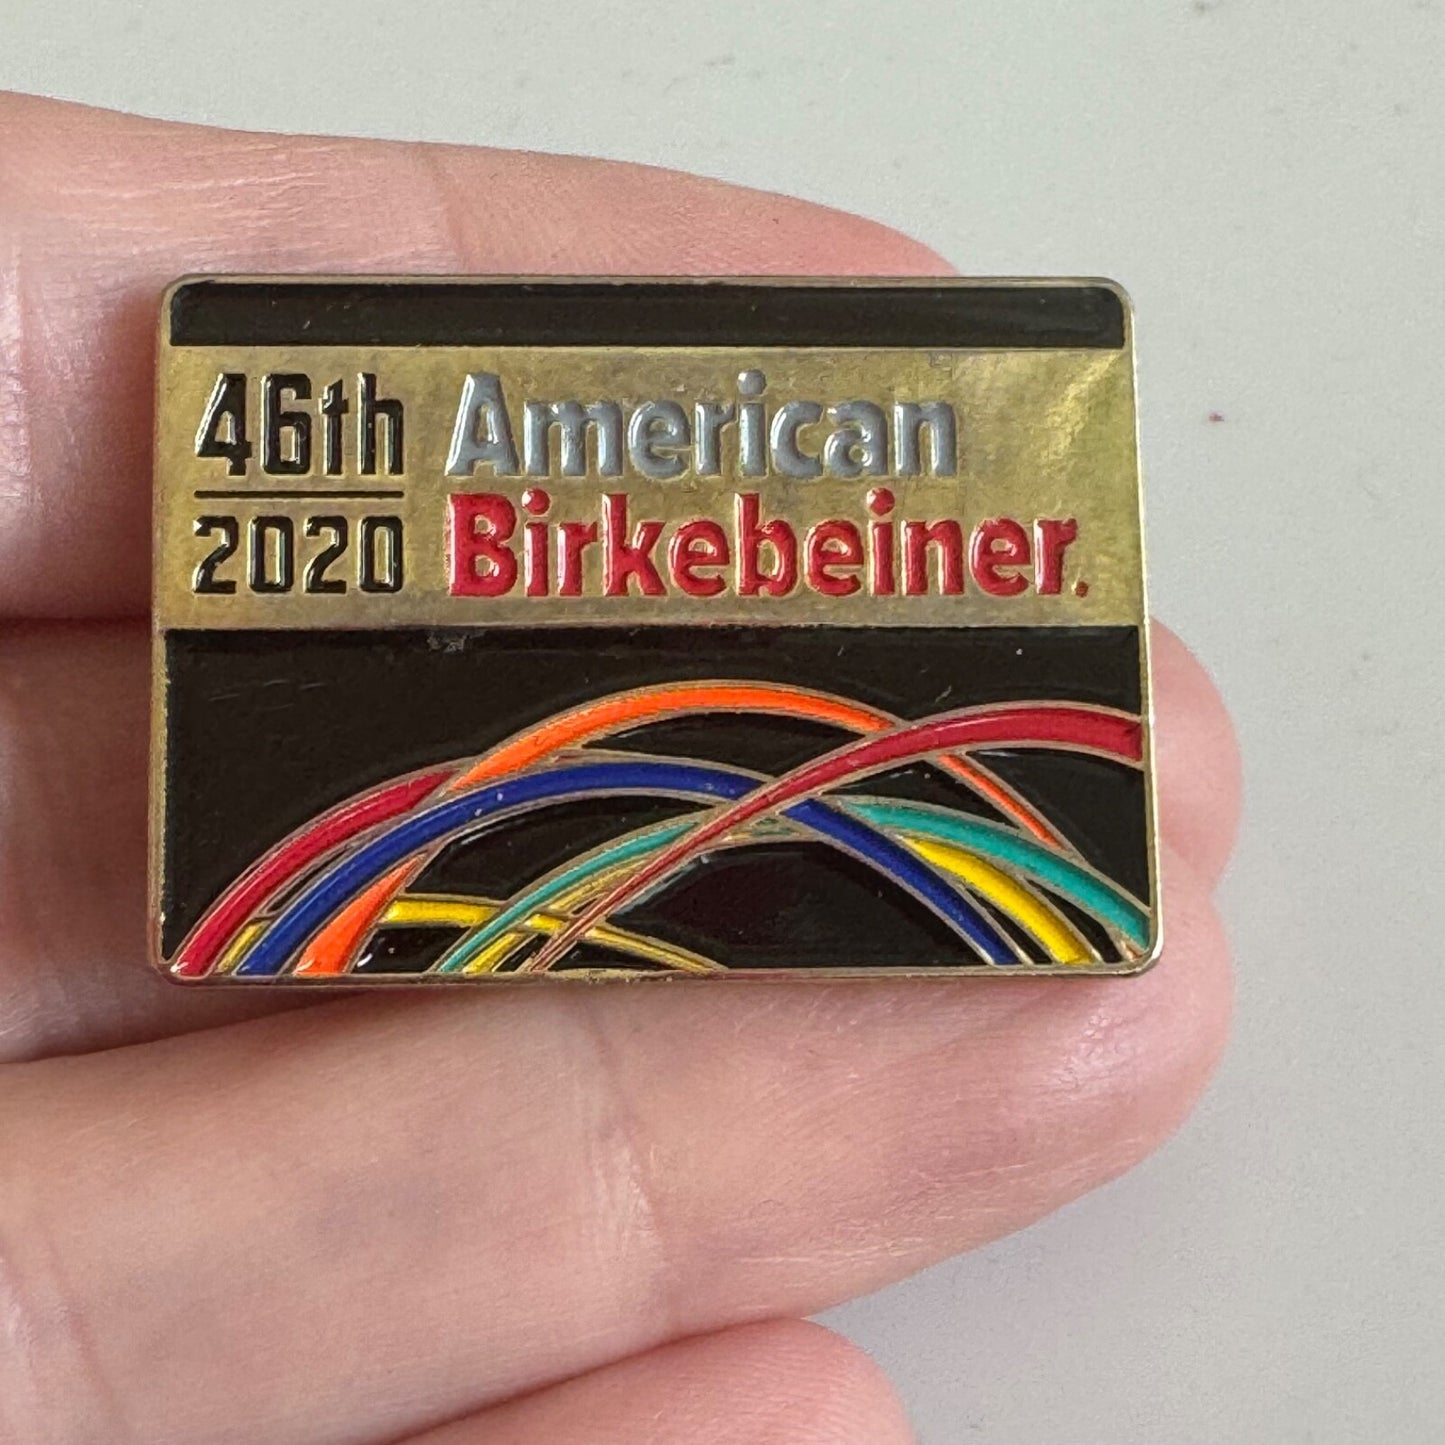 46th
2020
American
Birkebeiner.